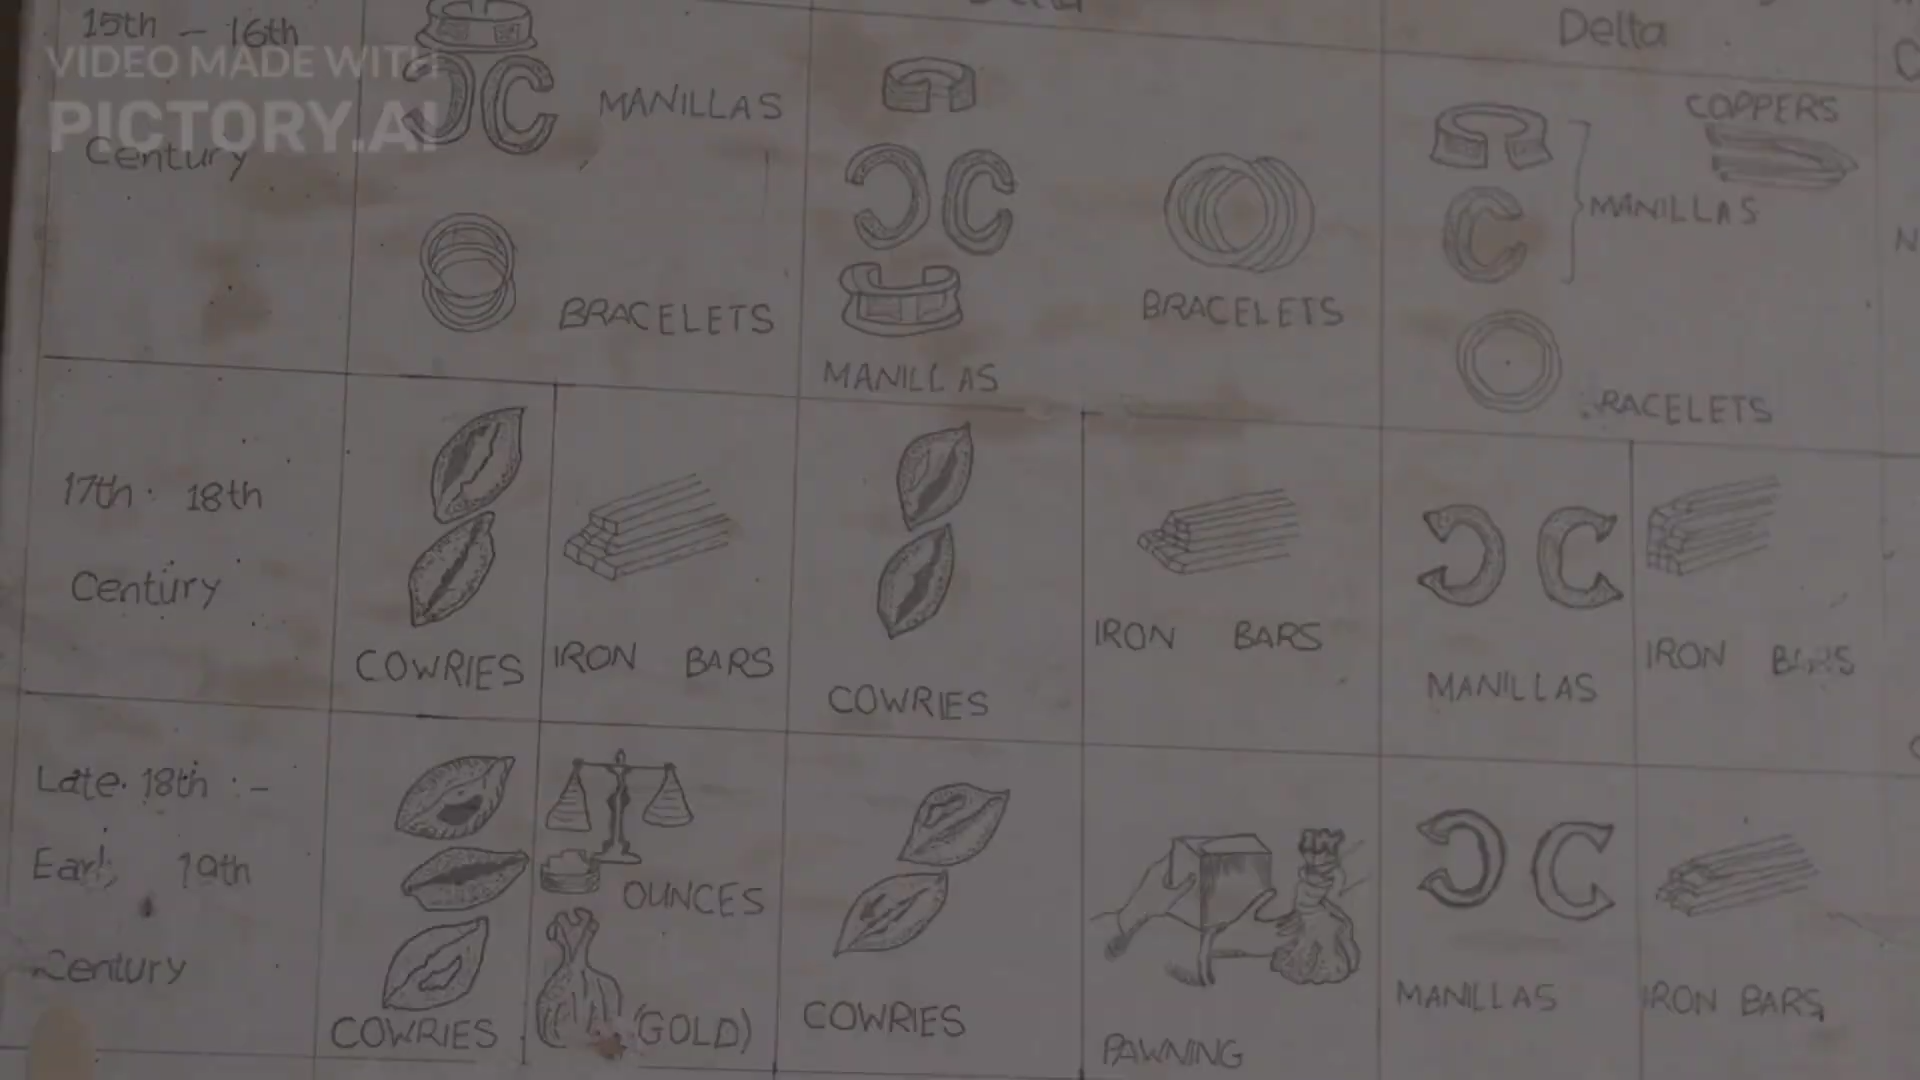 Delta
15th - 16th
Century
VIDEO MADE WITH
PICTORY.AI
MANILLAS
BRACELETS
MANILLAS
BRACELETS
COPPERS
MANILLAS
RACELETS
17th 18th
Century
COWRIES
IRON BARS
COWRIES
IRON BARS
MANILLAS
IRON BARS
Late 18th -
Early 19th
Century
COWRIES
OUNCES
(GOLD)
COWRIES
PAWNING
MANILLAS
IRON BARS